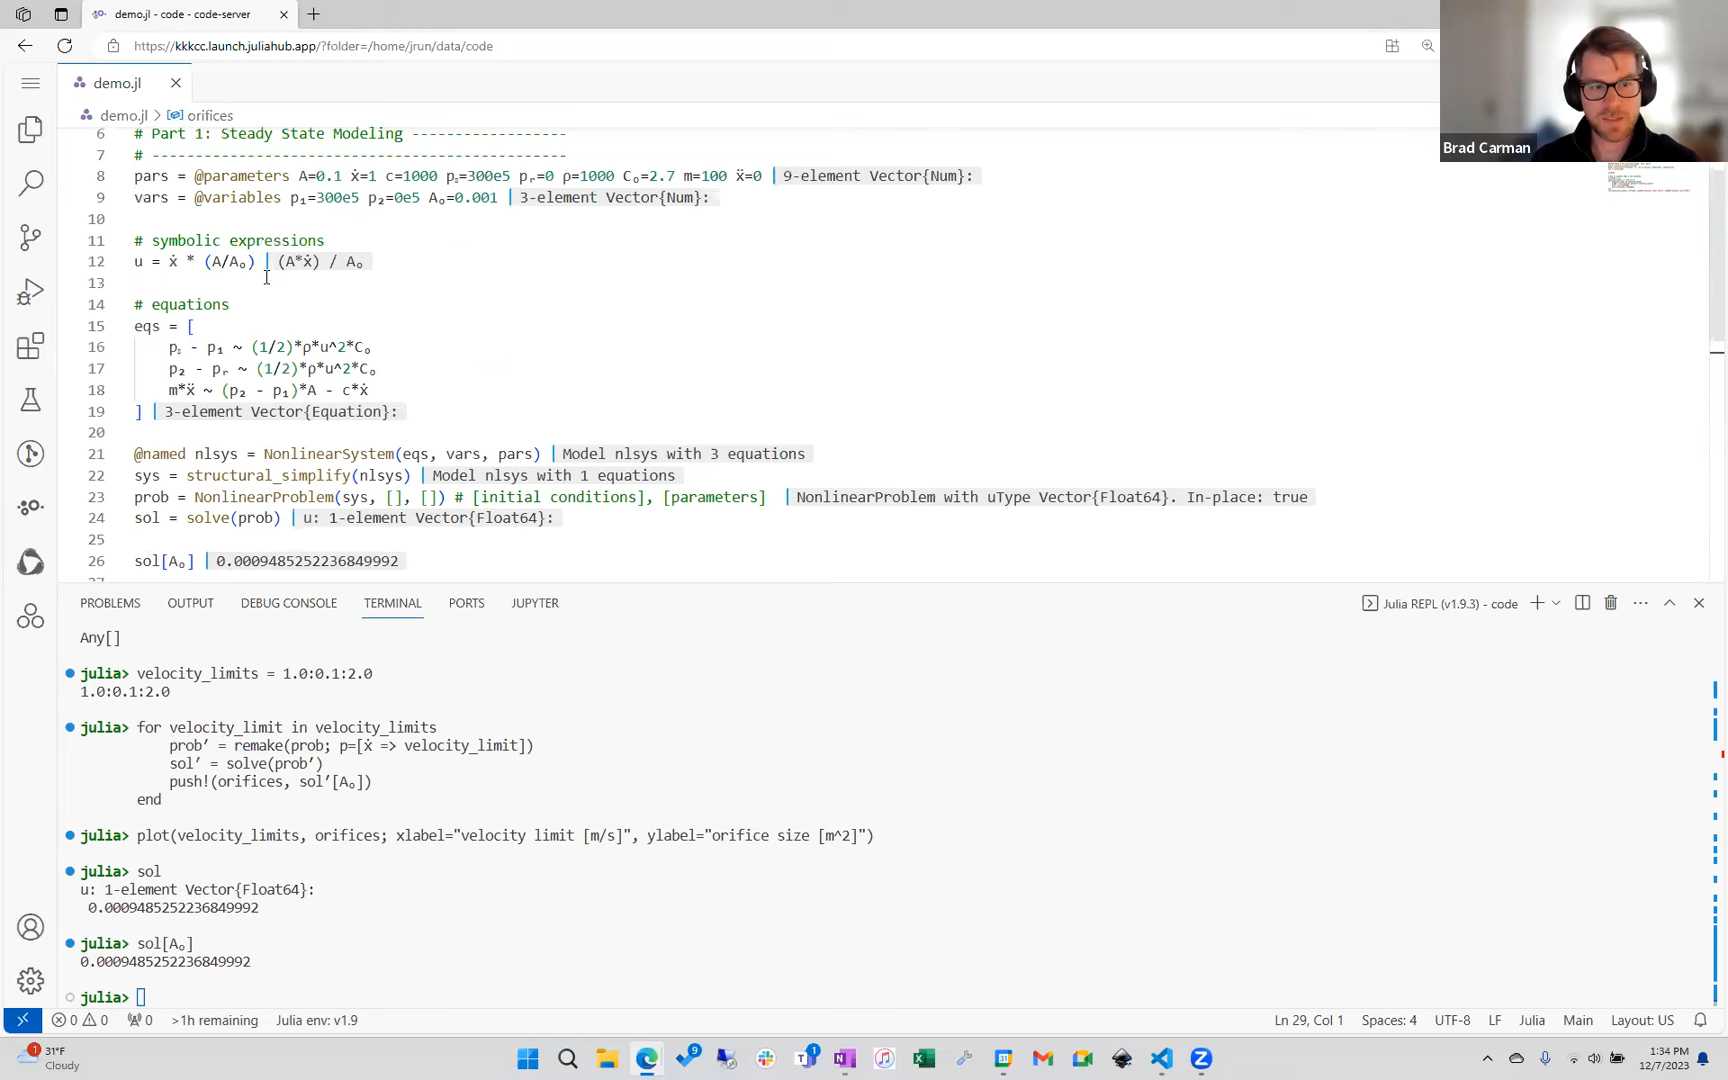 demo.jl - code - code-server
https://kkkcc.launch.juliahub.app/?folder=/home/jrun/data/code
demo.jl
demo.jl > orifices
Brad Carman
6 # Part 1: Steady State Modeling ------------------
7 # ------------------------------------------------
8 pars = @parameters A=0.1 ẋ=1 c=1000 pₛ=300e5 pᵣ=0 ρ=1000 Cₒ=2.7 m=100 ẍ=0 9-element Vector{Num}:
9 vars = @variables p₁=300e5 p₂=0e5 Aₒ=0.001 3-element Vector{Num}:
10
11 # symbolic expressions
12 u = ẋ * (A/Aₒ) (A*ẋ) / Aₒ
13
14 # equations
15 eqs = [
16 pₛ - p₁ ~ (1/2)*ρ*u^2*Cₒ
17 p₂ - pᵣ ~ (1/2)*ρ*u^2*Cₒ
18 m*ẍ ~ (p₂ - p₁)*A - c*ẋ
19 ] 3-element Vector{Equation}:
20
21 @named nlsys = NonlinearSystem(eqs, vars, pars) Model nlsys with 3 equations
22 sys = structural_simplify(nlsys) Model nlsys with 1 equations
23 prob = NonlinearProblem(sys, [], []) # [initial conditions], [parameters] NonlinearProblem with uType Vector{Float64}. In-place: true
24 sol = solve(prob) u: 1-element Vector{Float64}:
25
26 sol[Aₒ] 0.0009485252236849992
PROBLEMS OUTPUT DEBUG CONSOLE TERMINAL PORTS JUPYTER Julia REPL (v1.9.3) - code
Any[]
julia> velocity_limits = 1.0:0.1:2.0
1.0:0.1:2.0
julia> for velocity_limit in velocity_limits
prob′ = remake(prob; p=[ẋ => velocity_limit])
sol′ = solve(prob′)
push!(orifices, sol′[Aₒ])
end
julia> plot(velocity_limits, orifices; xlabel="velocity limit [m/s]", ylabel="orifice size [m^2]")
julia> sol
u: 1-element Vector{Float64}:
0.0009485252236849992
julia> sol[Aₒ]
0.0009485252236849992
julia>
0 0 0 >1h remaining Julia env: v1.9 Ln 29, Col 1 Spaces: 4 UTF-8 LF Julia Main Layout: US
1 31°F
Cloudy
9
1
1:34 PM
12/7/2023